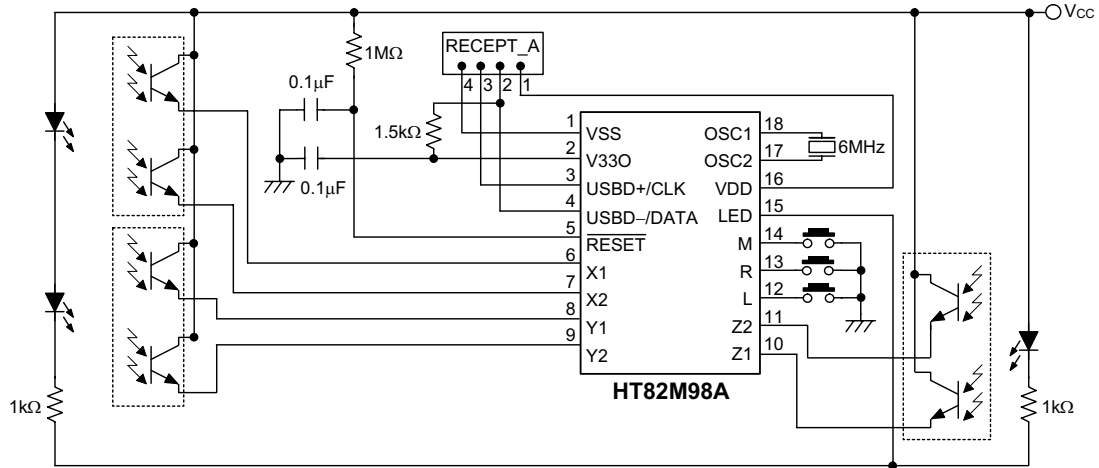 VCC
RECEPT_A
4 3 2 1
1MΩ
0.1µF
1.5kΩ
0.1µF
1 VSS
2 V33O
3 USBD+/CLK
4 USBD−/DATA
5 RESET
6 X1
7 X2
8 Y1
9 Y2
OSC1 18
OSC2 17
6MHz
VDD 16
LED 15
M 14
R 13
L 12
Z2 11
Z1 10
HT82M98A
1kΩ
1kΩ